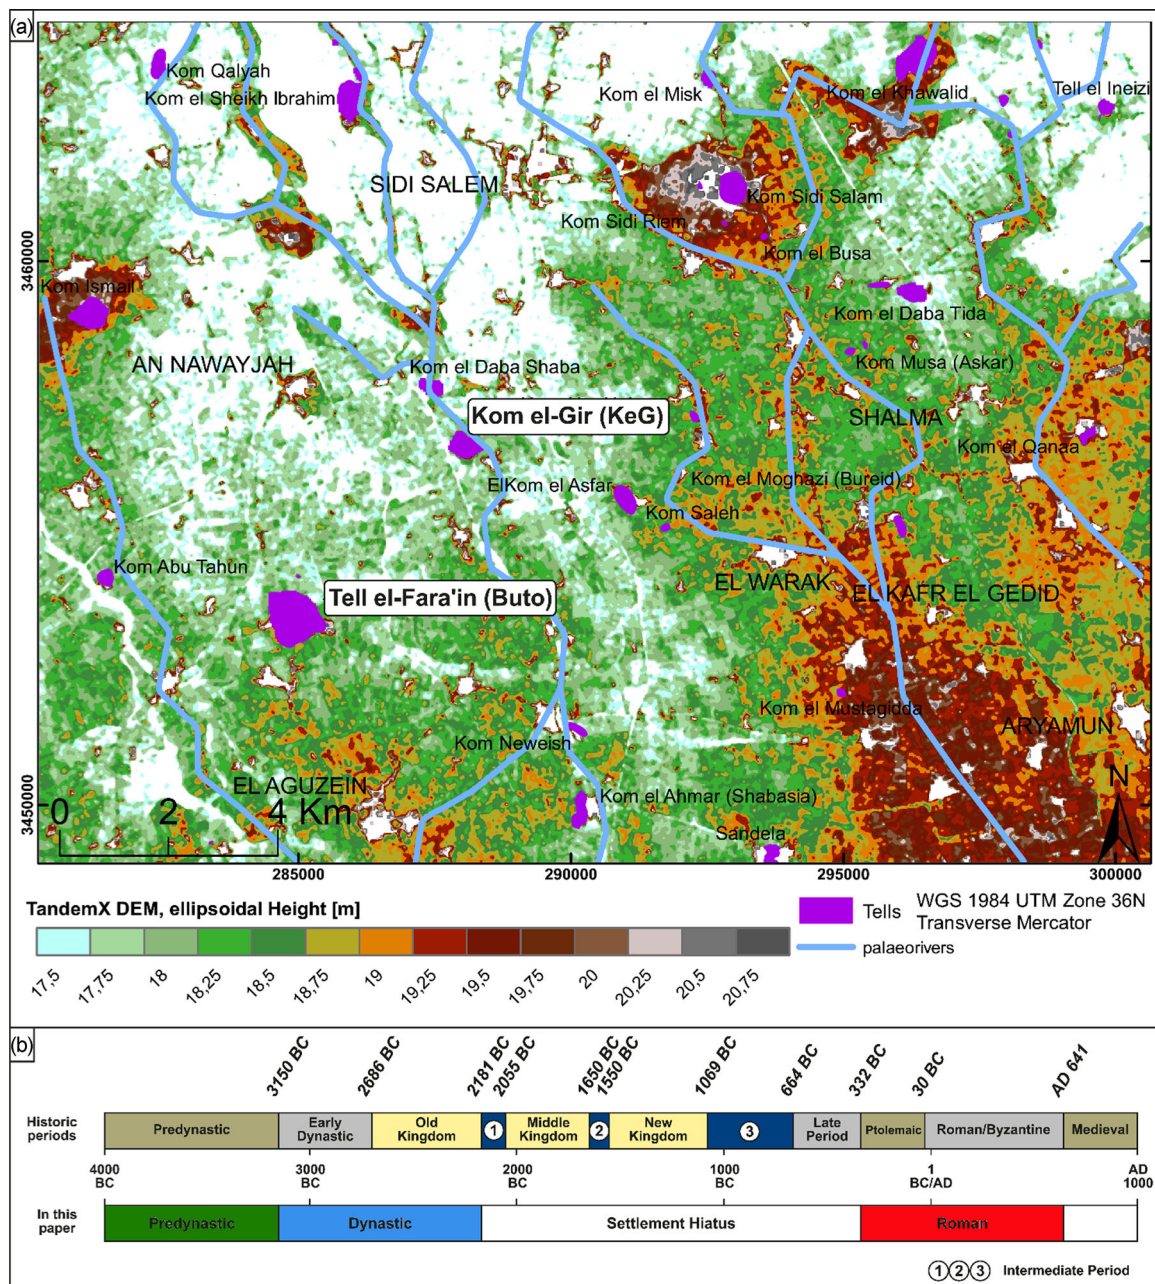 (a)
Kom Qalyah
Kom el Sheikh Ibrahim
Kom el Misk
Kom el Khawalid
Tell el Ineizi
SIDI SALEM
Kom Sidi Salam
Kom Sidi Riem
Kom el Busa
3460000
Kom Ismail
Kom el Daba Tida
AN NAWAYJAH
Kom el Daba Shaba
Kom Musa (Askar)
Kom el-Gir (KeG)
SHALMA
Kom el Qanaa
ElKom el Asfar
Kom el Moghazi (Bureid)
Kom Saleh
Kom Abu Tahun
EL WARAK
Tell el-Fara'in (Buto)
EL KAFR EL GEDID
Kom el Mustagidda
ARYAMUN
Kom Neweish
EL AGUZEIN
N
3450000
0 2 4 Km
Kom el Ahmar (Shabasia)
Sandela
285000 290000 295000 300000
TandemX DEM, ellipsoidal Height [m]
17,5 17,75 18 18,25 18,5 18,75 19 19,25 19,5 19,75 20 20,25 20,5 20,75
Tells
palaeorivers
WGS 1984 UTM Zone 36N
Transverse Mercator
(b)
3150 BC 2686 BC 2181 BC 2055 BC 1650 BC 1550 BC 1069 BC 664 BC 332 BC 30 BC AD 641
Historic
periods
Predynastic
Early
Dynastic
Old
Kingdom
1
Middle
Kingdom
2
New
Kingdom
3
Late
Period
Ptolemaic
Roman/Byzantine
Medieval
4000
BC
3000
BC
2000
BC
1000
BC
1
BC/AD
AD
1000
In this
paper
Predynastic
Dynastic
Settlement Hiatus
Roman
1 2 3 Intermediate Period